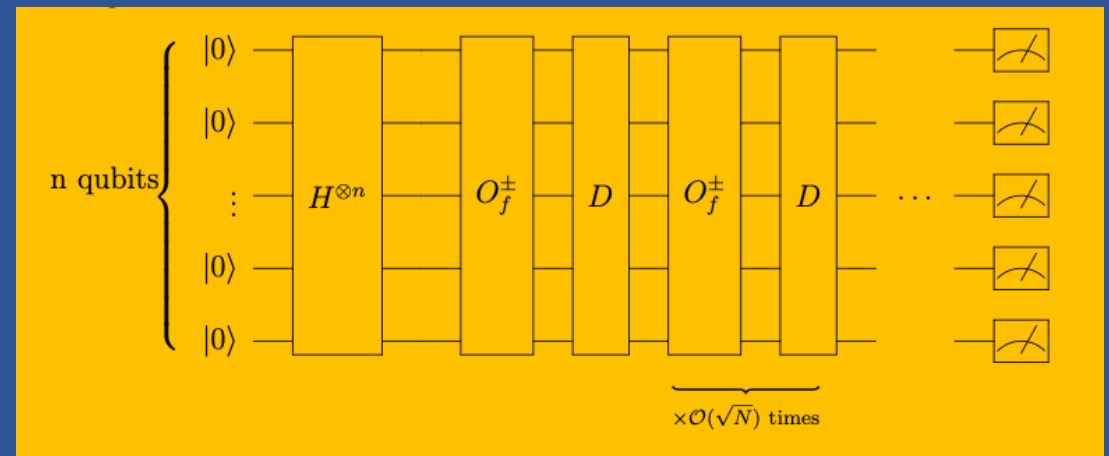 |0⟩
|0⟩
n qubits
⋮
H^{⊗n}
O_f^±
D
O_f^±
D
⋯
|0⟩
|0⟩
×𝒪(√N) times